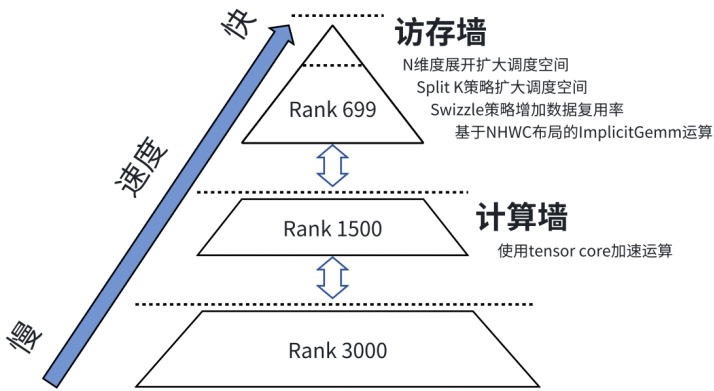 快
访存墙
N维度展开扩大调度空间
Split K策略扩大调度空间
Swizzle策略增加数据复用率
基于NHWC布局的ImplicitGemm运算
Rank 699
速度
计算墙
Rank 1500
使用tensor core加速运算
慢
Rank 3000